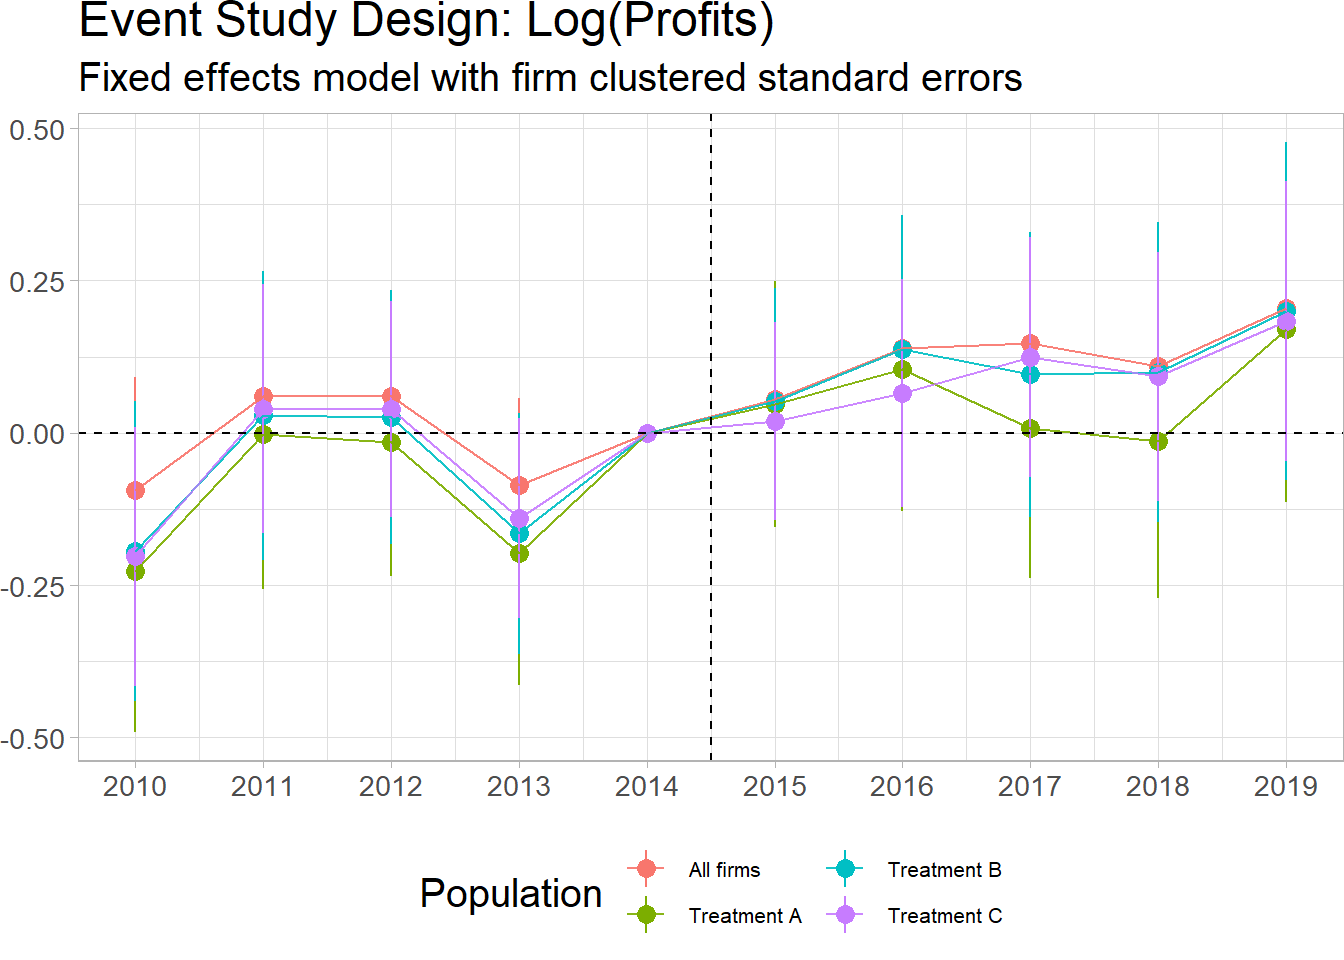 Event Study Design: Log(Profits)
Fixed effects model with firm clustered standard errors
0.50
0.25
0.00
-0.25
-0.50
2010 2011 2012 2013 2014 2015 2016 2017 2018 2019
Population
All firms
Treatment A
Treatment B
Treatment C